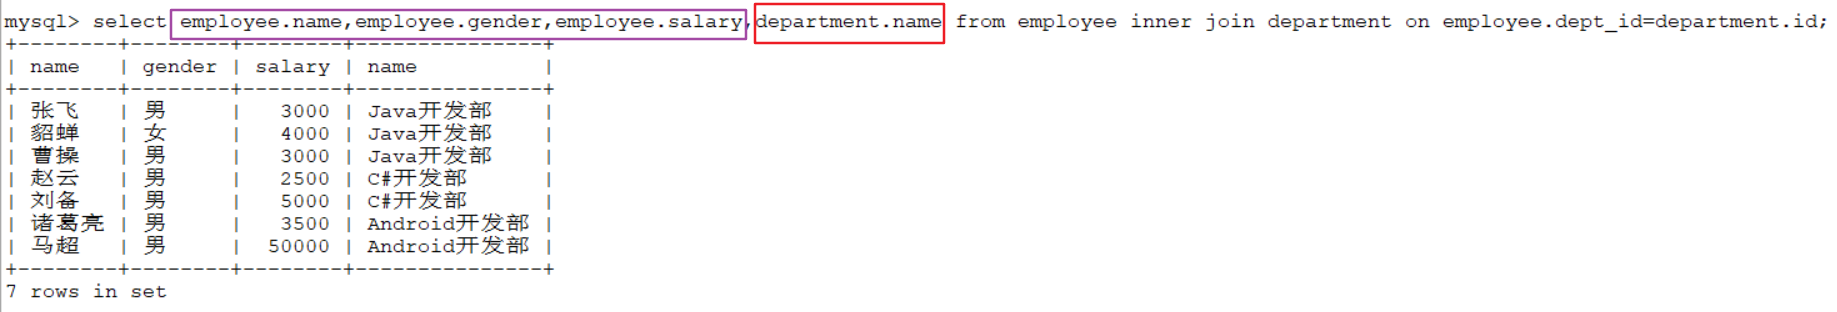 mysql> select employee.name,employee.gender,employee.salary,department.name from employee inner join department on employee.dept_id=department.id;
+--------+--------+--------+---------------+
| name   | gender | salary | name          |
+--------+--------+--------+---------------+
| 张飞   | 男     |   3000 | Java开发部    |
| 貂蝉   | 女     |   4000 | Java开发部    |
| 曹操   | 男     |   3000 | Java开发部    |
| 赵云   | 男     |   2500 | C#开发部      |
| 刘备   | 男     |   5000 | C#开发部      |
| 诸葛亮 | 男     |   3500 | Android开发部 |
| 马超   | 男     |  50000 | Android开发部 |
+--------+--------+--------+---------------+
7 rows in set